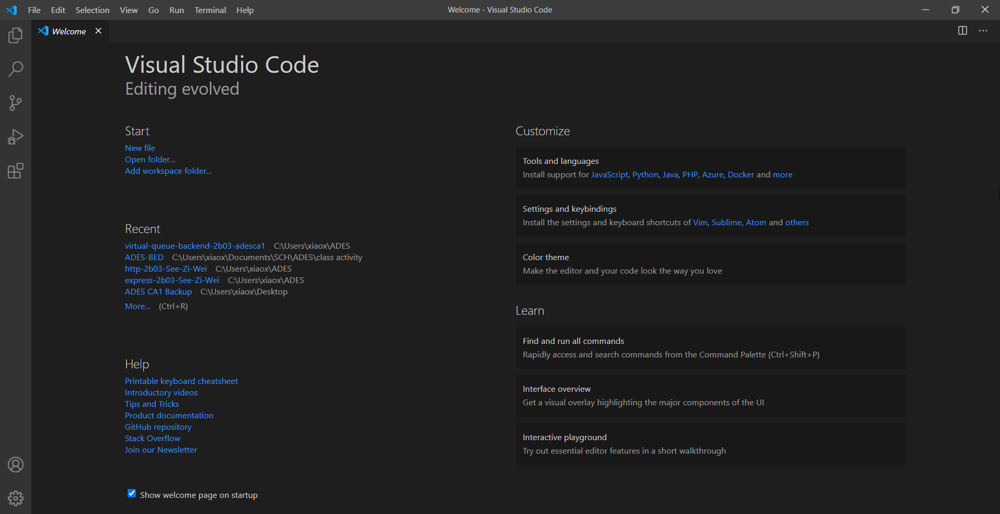 File Edit Selection View Go Run Terminal Help
Welcome - Visual Studio Code
Welcome
Visual Studio Code
Editing evolved
Start
New file
Open folder...
Add workspace folder...
Recent
virtual-queue-backend-2b03-adesca1 C:\Users\xiaox\ADES
ADES-BED C:\Users\xiaox\Documents\SCH\ADES\class activity
http-2b03-See-Zi-Wei C:\Users\xiaox\ADES
express-2b03-See-Zi-Wei C:\Users\xiaox\ADES
ADES CA1 Backup C:\Users\xiaox\Desktop
More... (Ctrl+R)
Help
Printable keyboard cheatsheet
Introductory videos
Tips and Tricks
Product documentation
GitHub repository
Stack Overflow
Join our Newsletter
Show welcome page on startup
Customize
Tools and languages
Install support for JavaScript, Python, Java, PHP, Azure, Docker and more
Settings and keybindings
Install the settings and keyboard shortcuts of Vim, Sublime, Atom and others
Color theme
Make the editor and your code look the way you love
Learn
Find and run all commands
Rapidly access and search commands from the Command Palette (Ctrl+Shift+P)
Interface overview
Get a visual overlay highlighting the major components of the UI
Interactive playground
Try out essential editor features in a short walkthrough